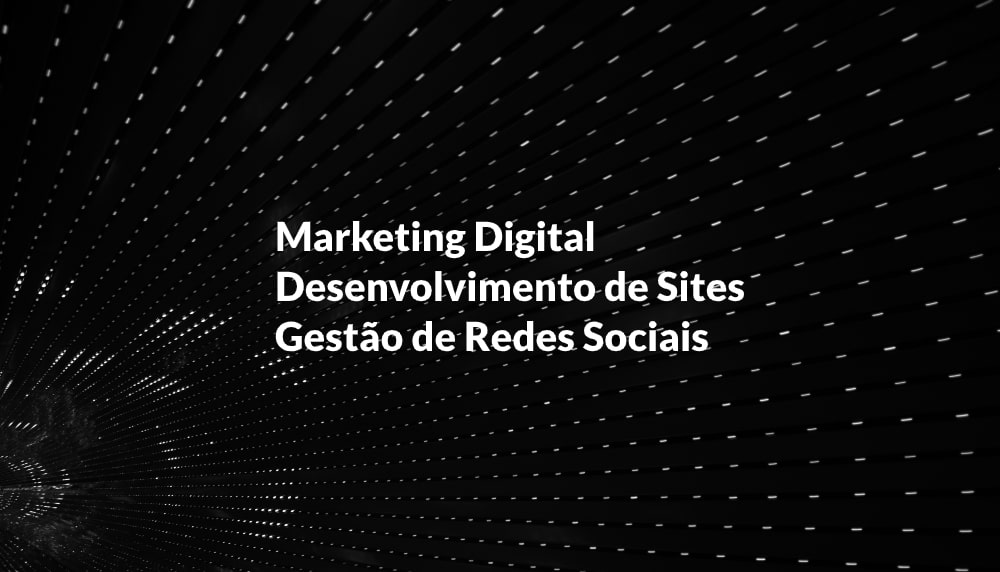 Marketing Digital
Desenvolvimento de Sites
Gestão de Redes Sociais